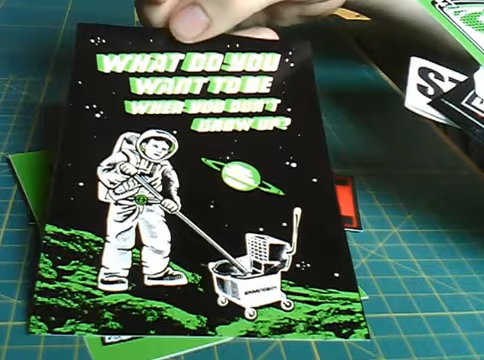 WHAT DO YOU
WANT TO BE
WHEN YOU DON'T
GROW UP?